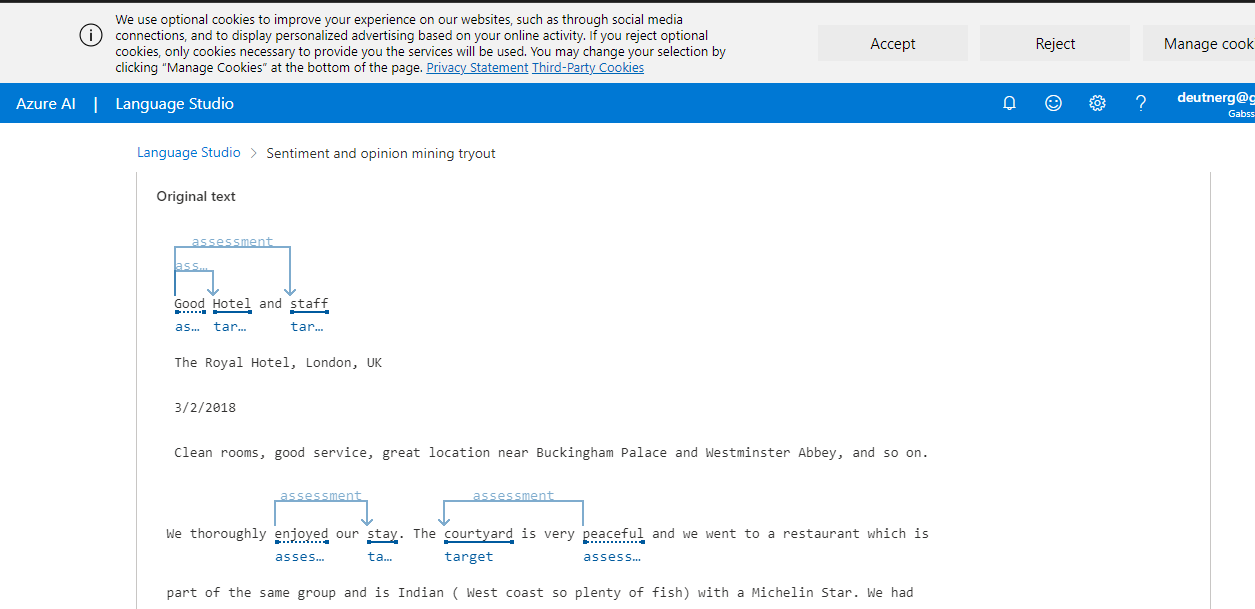 We use optional cookies to improve your experience on our websites, such as through social media
connections, and to display personalized advertising based on your online activity. If you reject optional
cookies, only cookies necessary to provide you the services will be used. You may change your selection by
clicking “Manage Cookies” at the bottom of the page. Privacy Statement Third-Party Cookies
Accept
Reject
Manage cook
Azure AI | Language Studio
deutnerg@g
Gabss
Language Studio > Sentiment and opinion mining tryout
Original text
assessment
ass…
Good Hotel and staff
as… tar… tar…
The Royal Hotel, London, UK
3/2/2018
Clean rooms, good service, great location near Buckingham Palace and Westminster Abbey, and so on.
assessment assessment
We thoroughly enjoyed our stay. The courtyard is very peaceful and we went to a restaurant which is
asses… ta… target assess…
part of the same group and is Indian ( West coast so plenty of fish) with a Michelin Star. We had